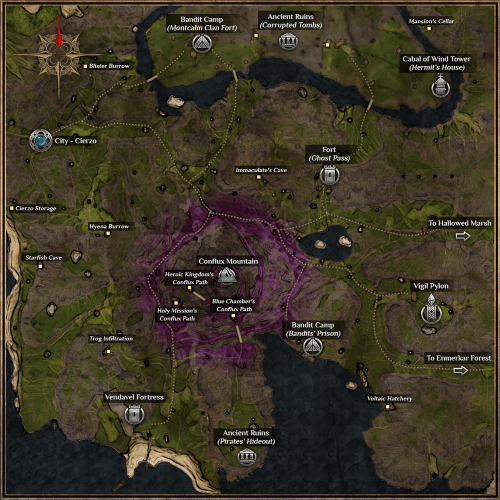 Bandit Camp
(Montcalm Clan Fort)
Ancient Ruins
(Corrupted Tombs)
Mansion's Cellar
Blister Burrow
Cabal of Wind Tower
(Hermit's House)
City - Cierzo
Fort
(Ghost Pass)
Immaculate's Cave
Cierzo Storage
Hyena Burrow
To Hallowed Marsh
Starfish Cave
Conflux Mountain
Heroic Kingdom's
Conflux Path
Vigil Pylon
Blue Chamber's
Conflux Path
Holy Mission's
Conflux Path
Bandit Camp
(Bandits' Prison)
Trog Infiltration
To Enmerkar Forest
Vendavel Fortress
Voltaic Hatchery
Ancient Ruins
(Pirates' Hideout)